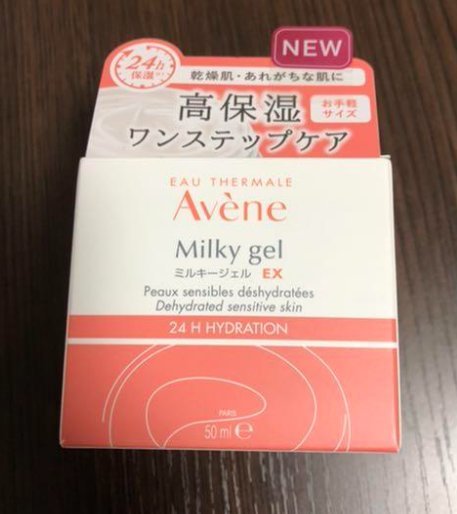 NEW
24h
保湿
乾燥肌・あれがちな肌に
高保湿
お手軽
サイズ
ワンステップケア
EAU THERMALE
Avène
Milky gel
ミルキージェル EX
Peaux sensibles déshydratées
Dehydrated sensitive skin
24 H HYDRATION
PARIS
50 ml ℮